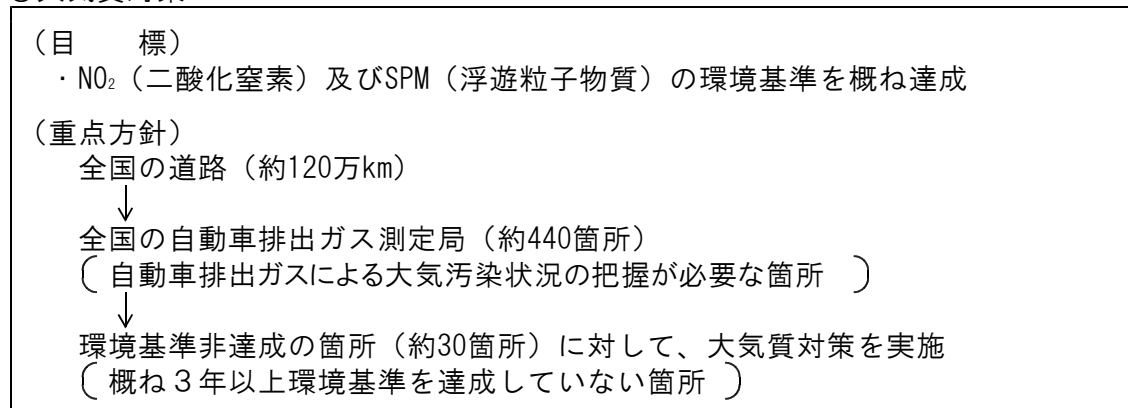 （目　　標）
・NO₂（二酸化窒素）及びSPM（浮遊粒子物質）の環境基準を概ね達成
（重点方針）
全国の道路（約120万km）
↓
全国の自動車排出ガス測定局（約440箇所）
（自動車排出ガスによる大気汚染状況の把握が必要な箇所　）
↓
環境基準非達成の箇所（約30箇所）に対して、大気質対策を実施
（概ね３年以上環境基準を達成していない箇所　）